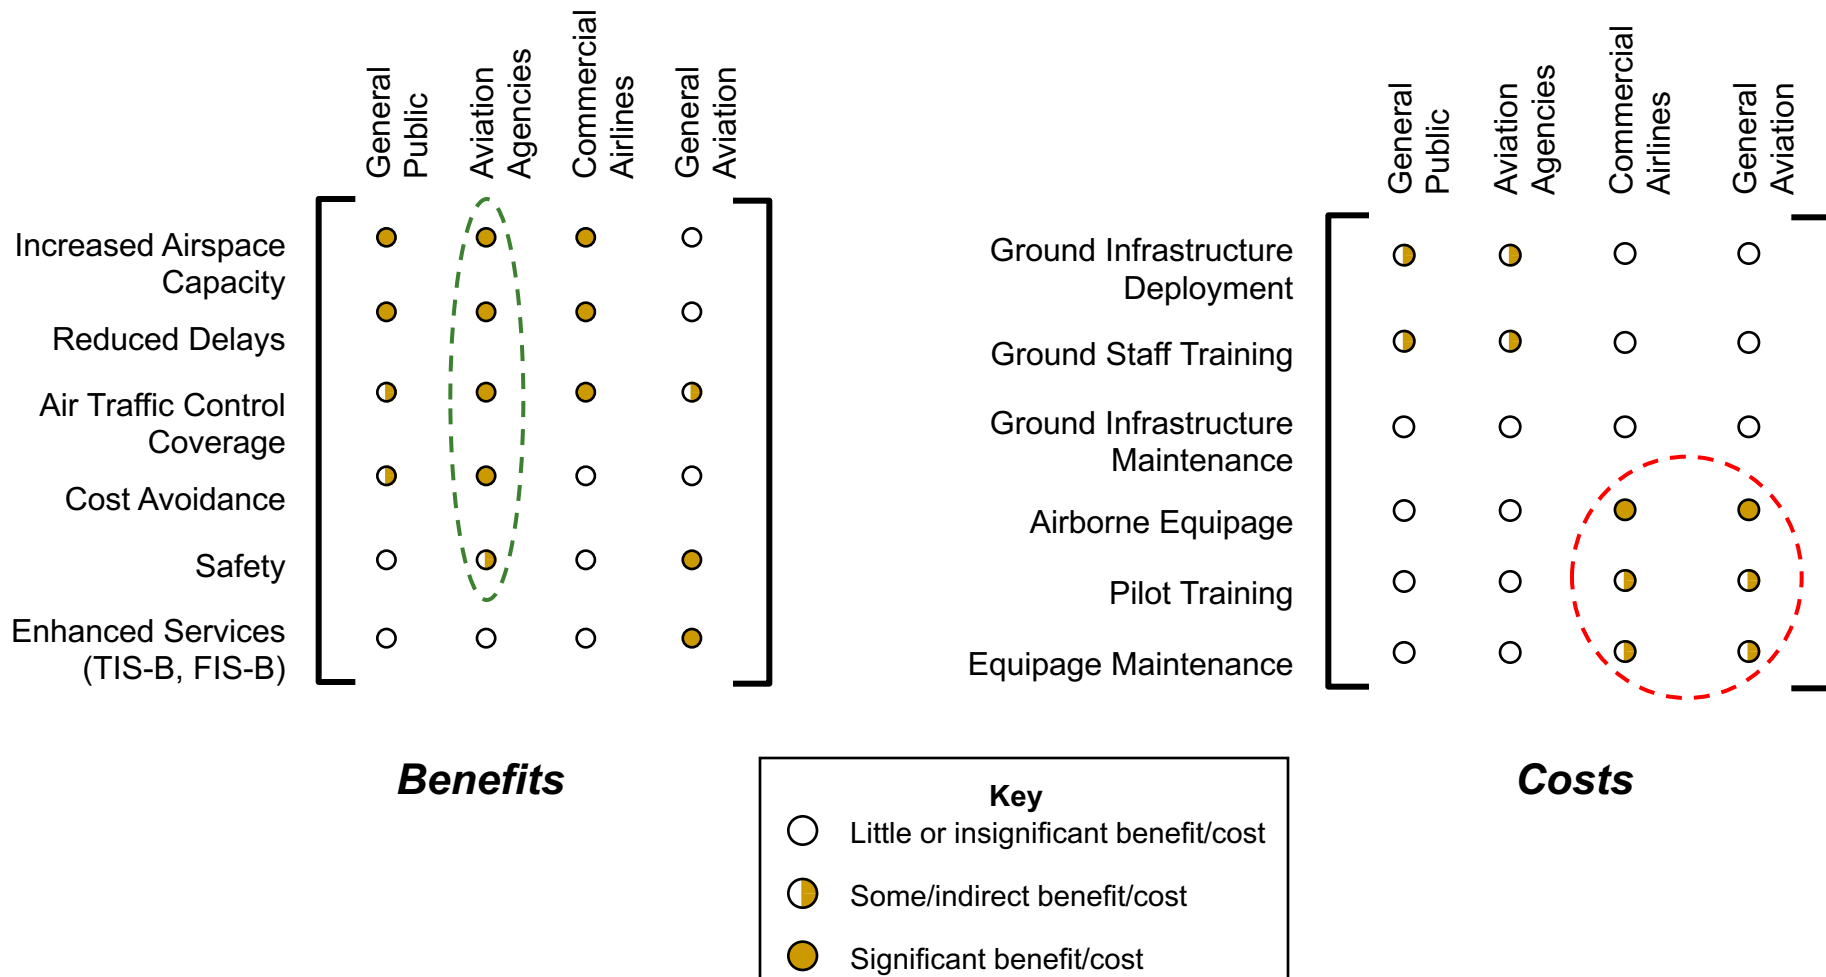 General
Public
Aviation
Agencies
Commercial
Airlines
General
Aviation
Increased Airspace
Capacity
Reduced Delays
Air Traffic Control
Coverage
Cost Avoidance
Safety
Enhanced Services
(TIS-B, FIS-B)
Benefits
General
Public
Aviation
Agencies
Commercial
Airlines
General
Aviation
Ground Infrastructure
Deployment
Ground Staff Training
Ground Infrastructure
Maintenance
Airborne Equipage
Pilot Training
Equipage Maintenance
Costs
Key
Little or insignificant benefit/cost
Some/indirect benefit/cost
Significant benefit/cost